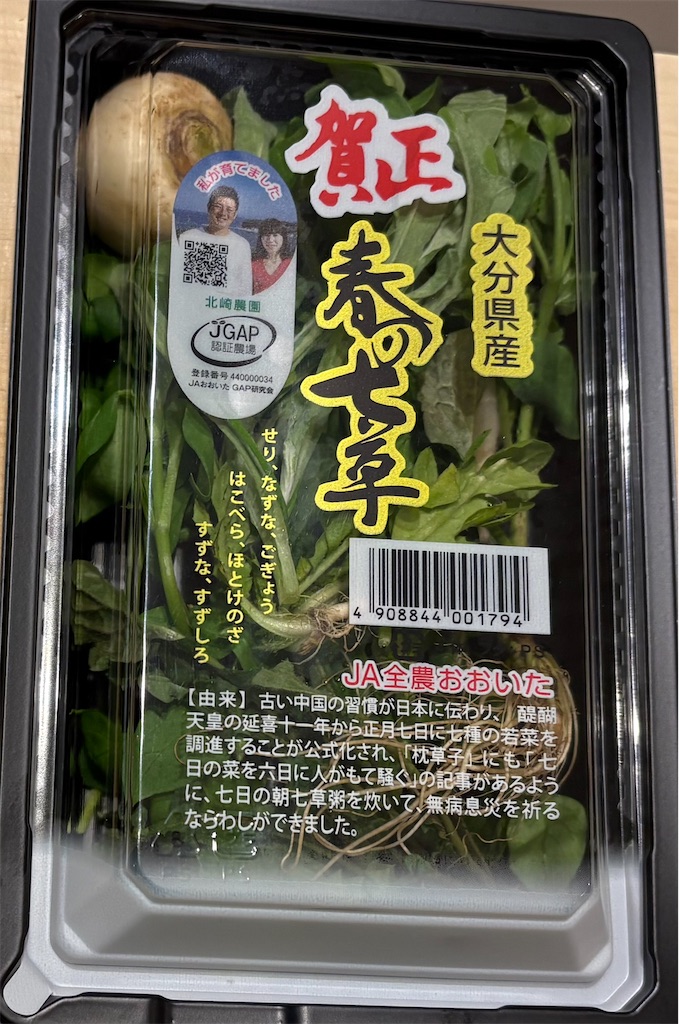 賀正
大分県産
春の七草
私が育てました
北崎農園
JGAP
認証農場
登録番号 440000034
JAおおいた GAP研究会
せり、なずな、ごぎょう
はこべら、ほとけのざ
すずな、すずしろ
4 908844 001794
PS
JA全農おおいた
【由来】古い中国の習慣が日本に伝わり、醍醐
天皇の延喜十一年から正月七日に七種の若菜を
調進することが公式化され、「枕草子」にも「七
日の菜を六日に人がもて騒ぐ」の記事があるよう
に、七日の朝七草粥を炊いて、無病息災を祈る
ならわしができました。